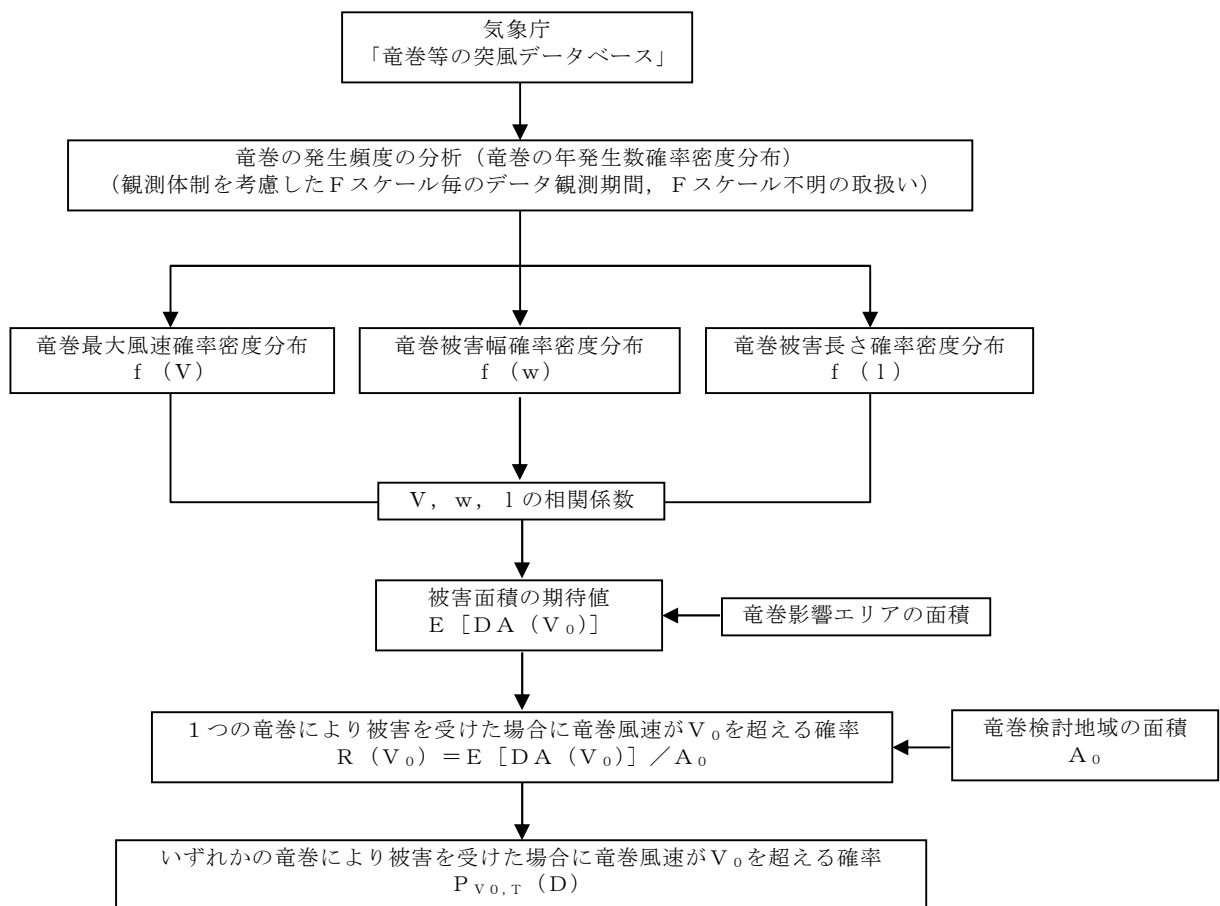 気象庁
「竜巻等の突風データベース」
竜巻の発生頻度の分析(竜巻の年発生数確率密度分布)
(観測体制を考慮したFスケール毎のデータ観測期間,Fスケール不明の取扱い)
竜巻最大風速確率密度分布
f(V)
竜巻被害幅確率密度分布
f(w)
竜巻被害長さ確率密度分布
f(l)
V,w,lの相関係数
被害面積の期待値
E[DA(V₀)]
竜巻影響エリアの面積
1つの竜巻により被害を受けた場合に竜巻風速がV₀を超える確率
R(V₀)=E[DA(V₀)]/A₀
竜巻検討地域の面積
A₀
いずれかの竜巻により被害を受けた場合に竜巻風速がV₀を超える確率
P_{V0,T}(D)